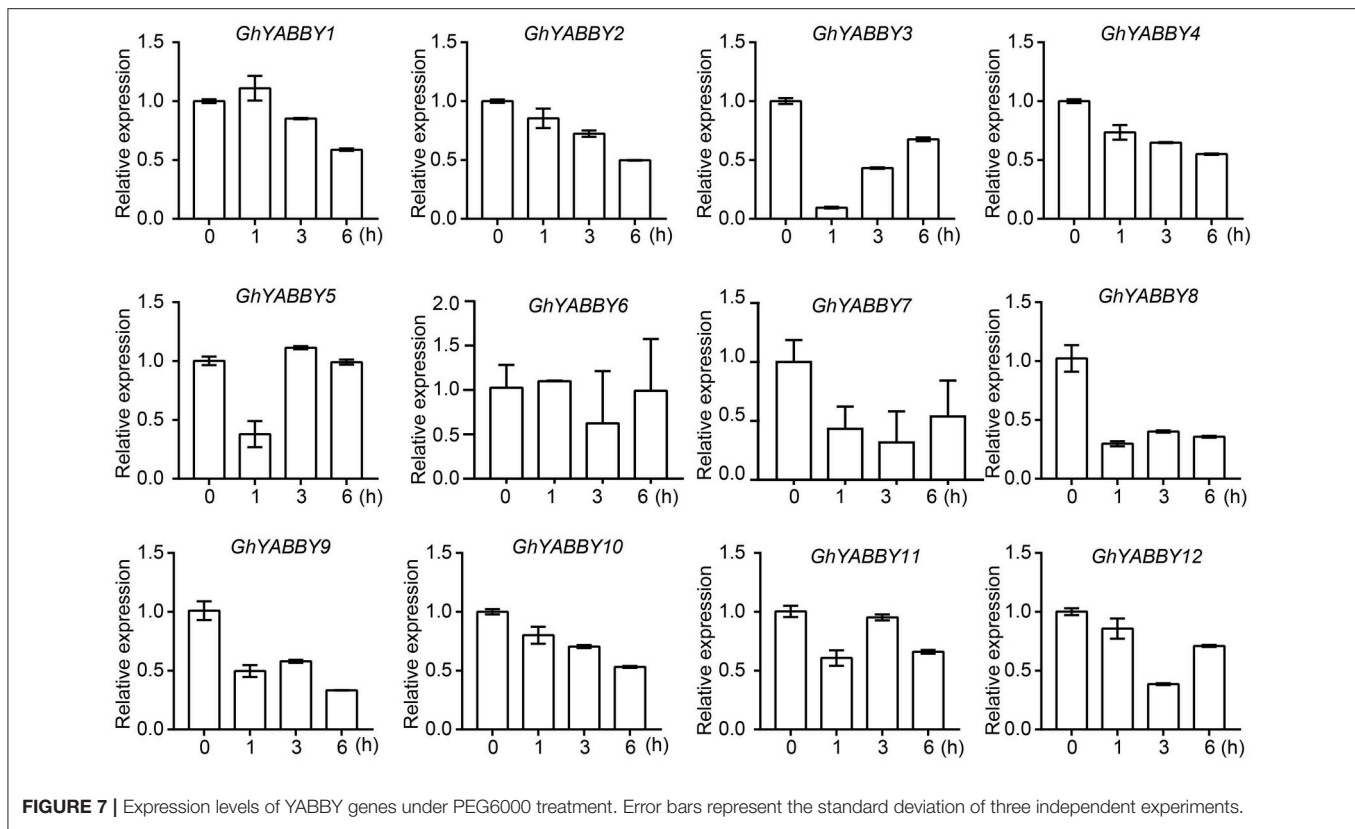 GhYABBY1 GhYABBY2 GhYABBY3 GhYABBY4
Relative expression Relative expression Relative expression Relative expression
1.5 1.5 1.5 1.5
1.0 1.0 1.0 1.0
0.5 0.5 0.5 0.5
0.0 0.0 0.0 0.0
0 1 3 6 (h) 0 1 3 6 (h) 0 1 3 6 (h) 0 1 3 6 (h)
GhYABBY5 GhYABBY6 GhYABBY7 GhYABBY8
Relative expression Relative expression Relative expression Relative expression
1.5 2.0 1.5 1.5
1.0 1.5 1.0 1.0
0.5 1.0 0.5 0.5
0.0 0.5 0.0 0.0
0.0
0 1 3 6 (h) 0 1 3 6 (h) 0 1 3 6 (h) 0 1 3 6 (h)
GhYABBY9 GhYABBY10 GhYABBY11 GhYABBY12
Relative expression Relative expression Relative expression Relative expression
1.5 1.5 1.5 1.5
1.0 1.0 1.0 1.0
0.5 0.5 0.5 0.5
0.0 0.0 0.0 0.0
0 1 3 6 (h) 0 1 3 6 (h) 0 1 3 6 (h) 0 1 3 6 (h)
FIGURE 7 | Expression levels of YABBY genes under PEG6000 treatment. Error bars represent the standard deviation of three independent experiments.